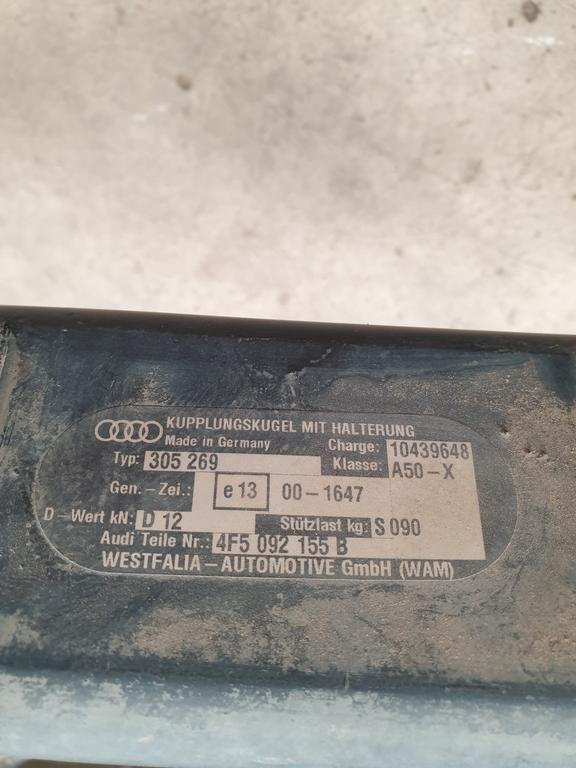 KUPPLUNGSKUGEL MIT HALTERUNG
Made in Germany Charge: 10439648
Typ: 305 269 Klasse: A50-X
Gen.-Zei.: e13 00-1647
D-Wert kN: D 12 Stützlast kg: S 090
Audi Teile Nr.: 4F5 092 155 B
WESTFALIA-AUTOMOTIVE GmbH (WAM)